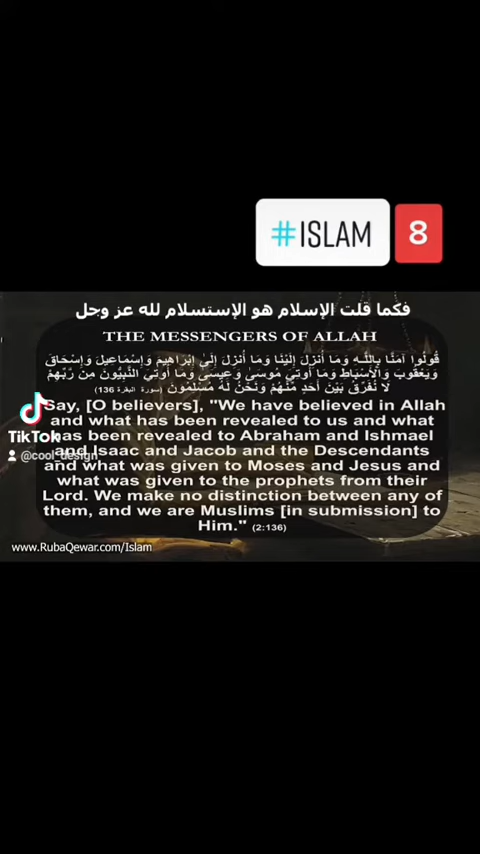 #ISLAM 8
فكما قلت الإسلام هو الإستسلام لله عز وجل
THE MESSENGERS OF ALLAH
قُولُوا آمَنَّا بِاللَّهِ وَمَا أُنزِلَ إِلَيْنَا وَمَا أُنزِلَ إِلَىٰ إِبْرَاهِيمَ وَإِسْمَاعِيلَ وَإِسْحَاقَ
وَيَعْقُوبَ وَالْأَسْبَاطِ وَمَا أُوتِيَ مُوسَىٰ وَعِيسَىٰ وَمَا أُوتِيَ النَّبِيُّونَ مِن رَّبِّهِمْ
لَا نُفَرِّقُ بَيْنَ أَحَدٍ مِّنْهُمْ وَنَحْنُ لَهُ مُسْلِمُونَ (سورة البقرة 136)
Say, [O believers], "We have believed in Allah
and what has been revealed to us and what
has been revealed to Abraham and Ishmael
and Isaac and Jacob and the Descendants
and what was given to Moses and Jesus and
what was given to the prophets from their
Lord. We make no distinction between any of
them, and we are Muslims [in submission] to
Him." (2:136)
TikTok
@cool_design
www.RubaQewar.com/Islam